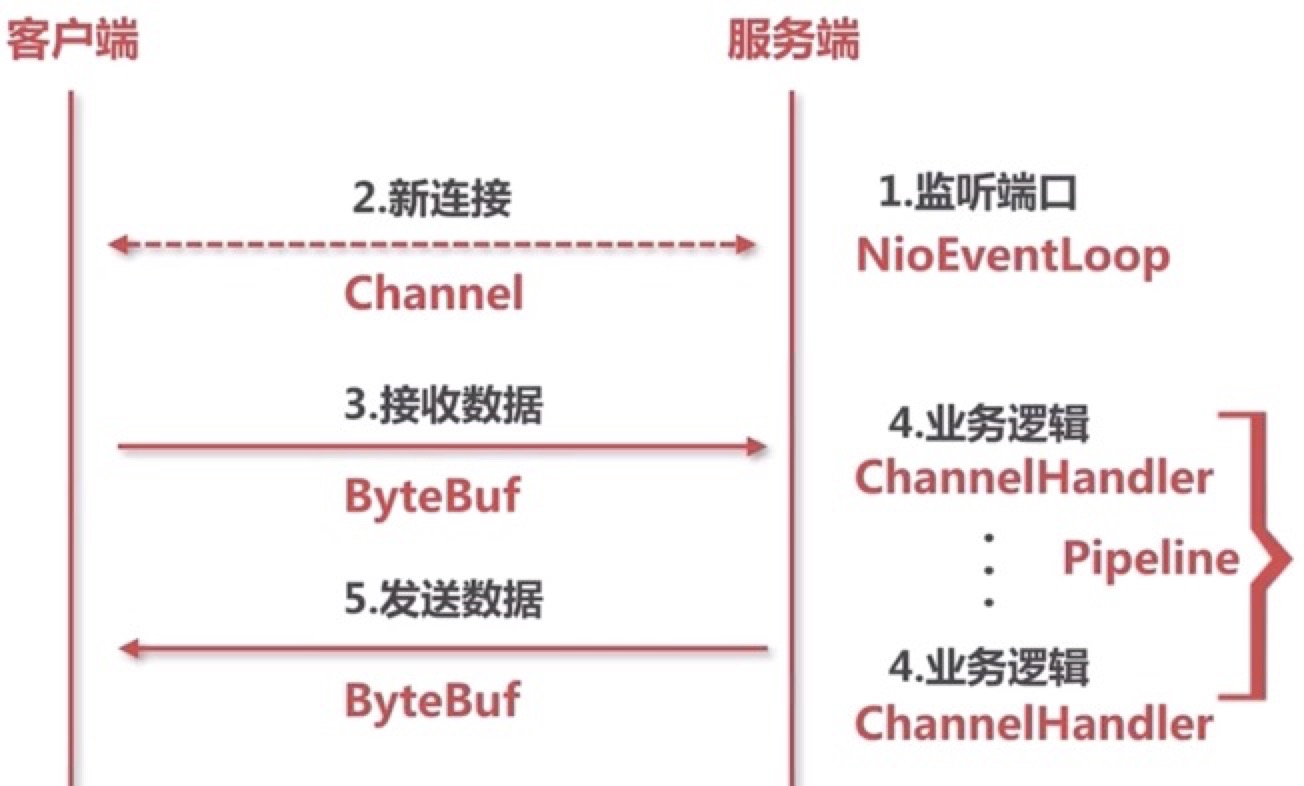 客户端
服务端
2.新连接
Channel
1.监听端口
NioEventLoop
3.接收数据
ByteBuf
4.业务逻辑
ChannelHandler
Pipeline
5.发送数据
ByteBuf
4.业务逻辑
ChannelHandler